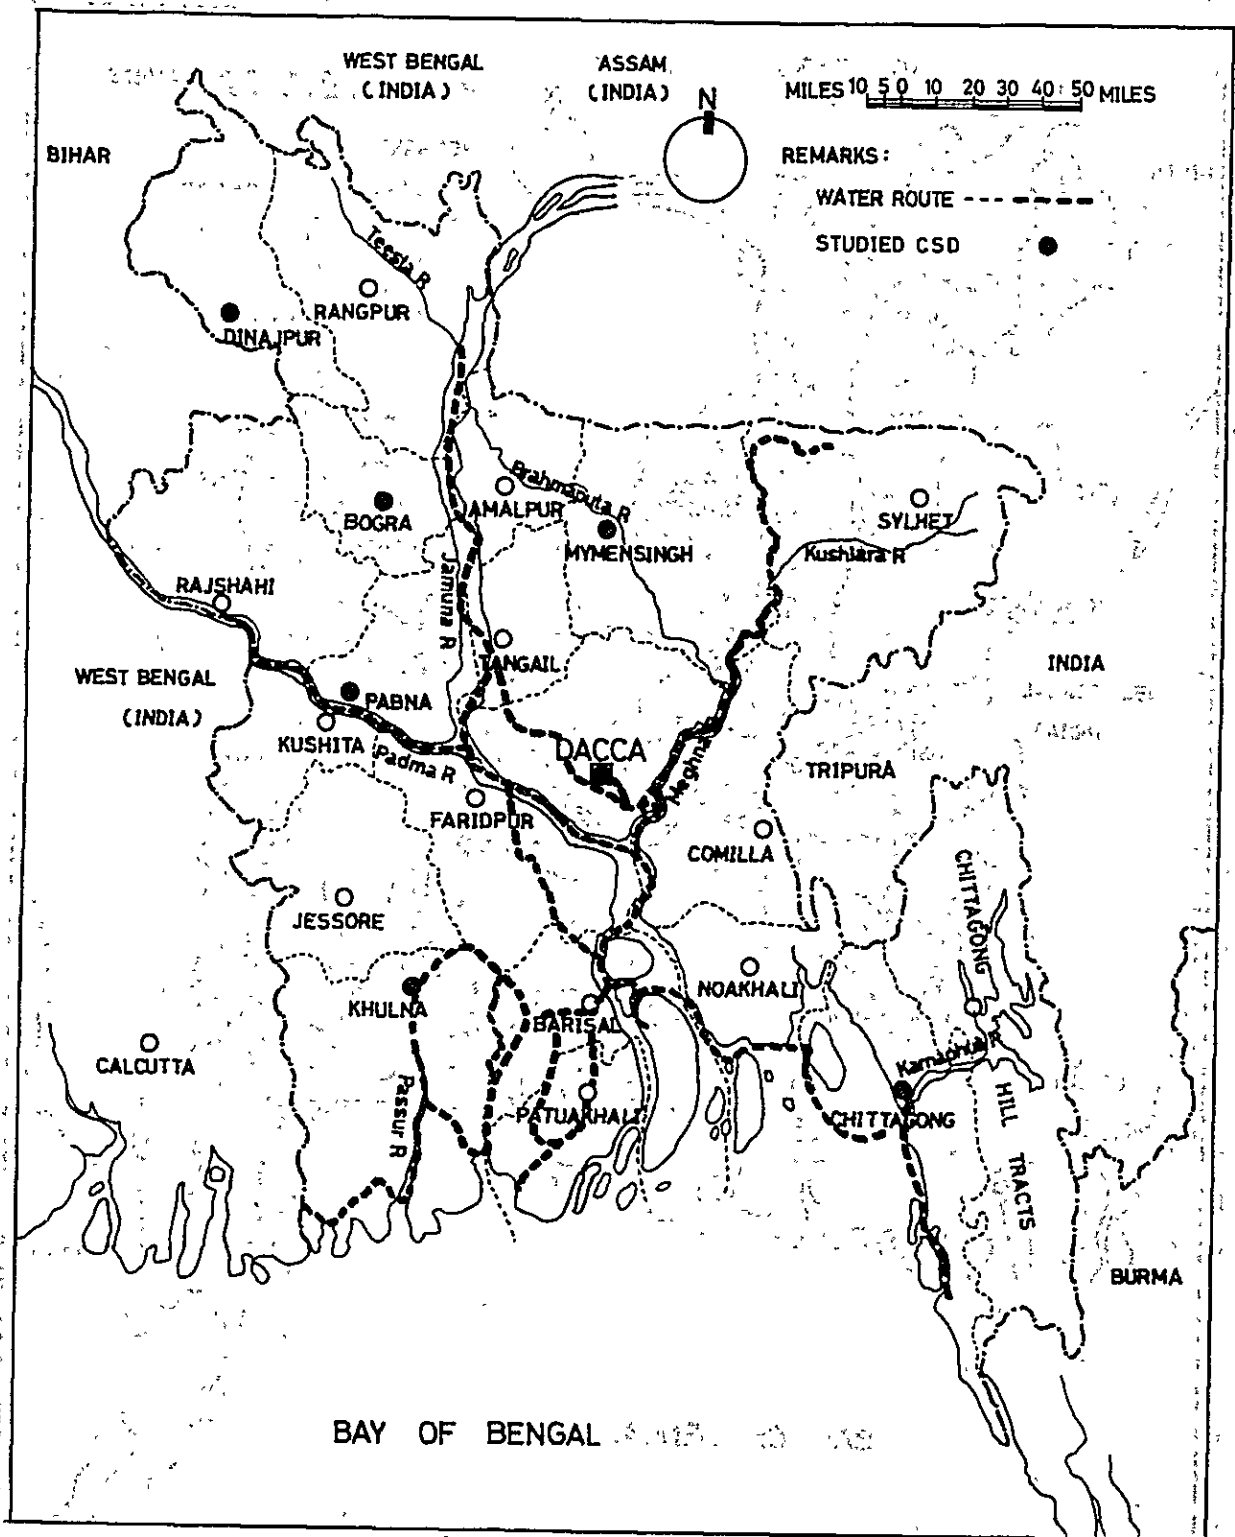 WEST BENGAL
(INDIA)
ASSAM
(INDIA)
N
MILES 10 5 0 10 20 30 40 50 MILES
BIHAR
REMARKS:
WATER ROUTE
STUDIED CSD
Teesta R
RANGPUR
DINAJPUR
Brahmaputa R
BOGRA
JAMALPUR
MYMENSINGH
SYLHET
Kushiara R
RAJSHAHI
Jamuna R
TANGAIL
WEST BENGAL
(INDIA)
INDIA
PABNA
KUSHITA
Padma R
DACCA
Meghna
TRIPURA
FARIDPUR
COMILLA
CHITTAGONG
JESSORE
KHULNA
NOAKHALI
BARISAL
CALCUTTA
Karnaphuli R
Passur R
PATUAKHALI
CHITTAGONG
HILL TRACTS
BURMA
BAY OF BENGAL